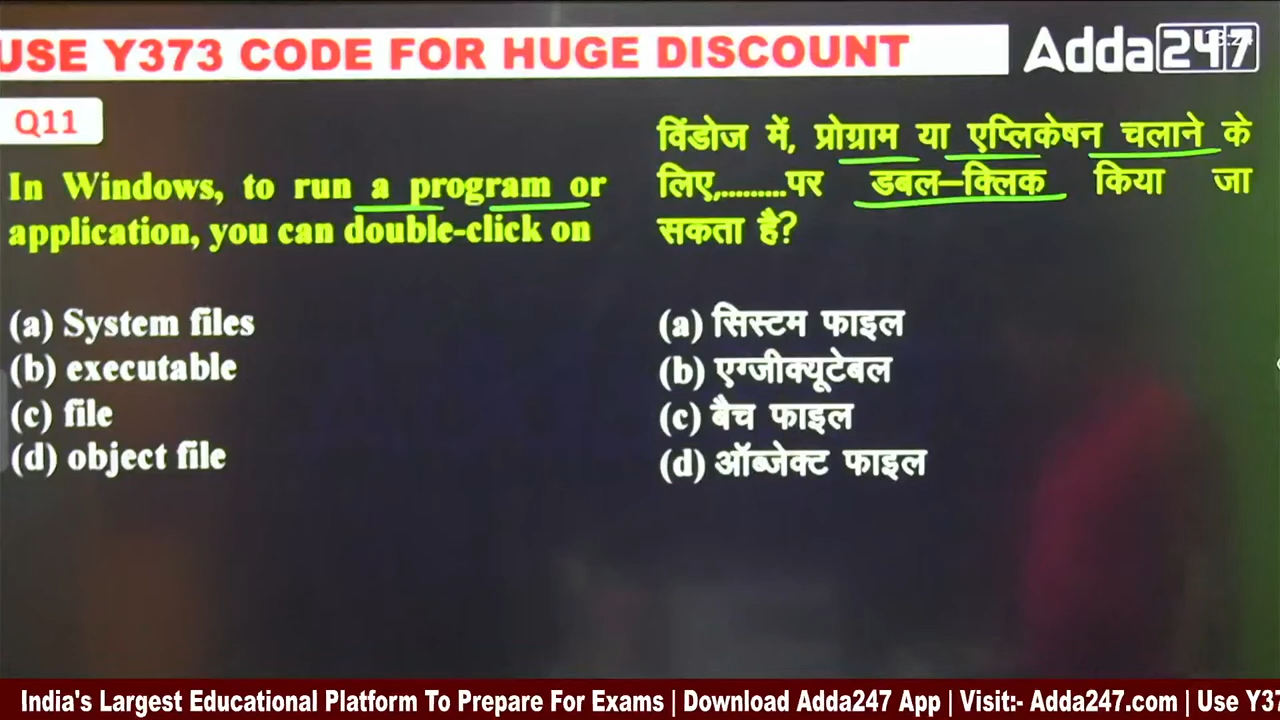 USE Y373 CODE FOR HUGE DISCOUNT
Adda247
Q11
In Windows, to run a program or
application, you can double-click on
(a) System files
(b) executable
(c) file
(d) object file
विंडोज में, प्रोग्राम या एप्लिकेषन चलाने के
लिए,.........पर डबल–क्लिक किया जा
सकता है?
(a) सिस्टम फाइल
(b) एग्जीक्यूटेबल
(c) बैच फाइल
(d) ऑब्जेक्ट फाइल
India's Largest Educational Platform To Prepare For Exams | Download Adda247 App | Visit:- Adda247.com | Use Y37